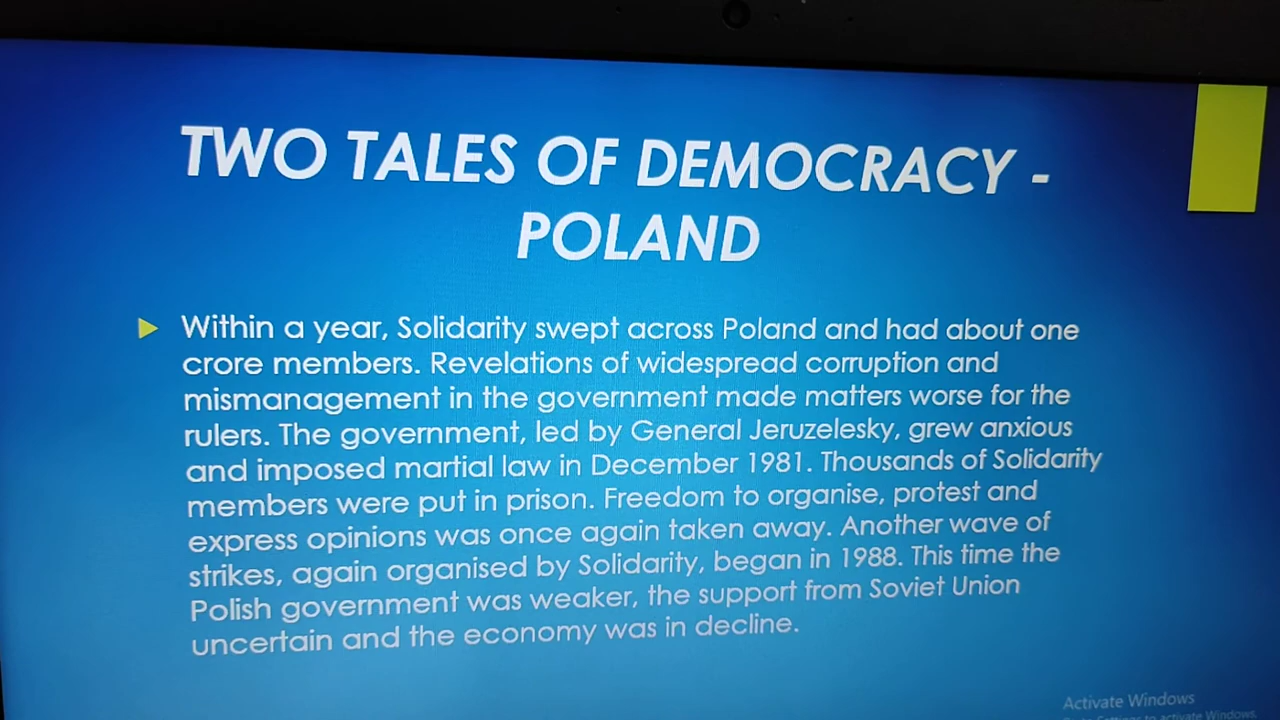 TWO TALES OF DEMOCRACY -
POLAND
Within a year, Solidarity swept across Poland and had about one
crore members. Revelations of widespread corruption and
mismanagement in the government made matters worse for the
rulers. The government, led by General Jeruzelesky, grew anxious
and imposed martial law in December 1981. Thousands of Solidarity
members were put in prison. Freedom to organise, protest and
express opinions was once again taken away. Another wave of
strikes, again organised by Solidarity, began in 1988. This time the
Polish government was weaker, the support from Soviet Union
uncertain and the economy was in decline.
Activate Windows
to activate Windows.